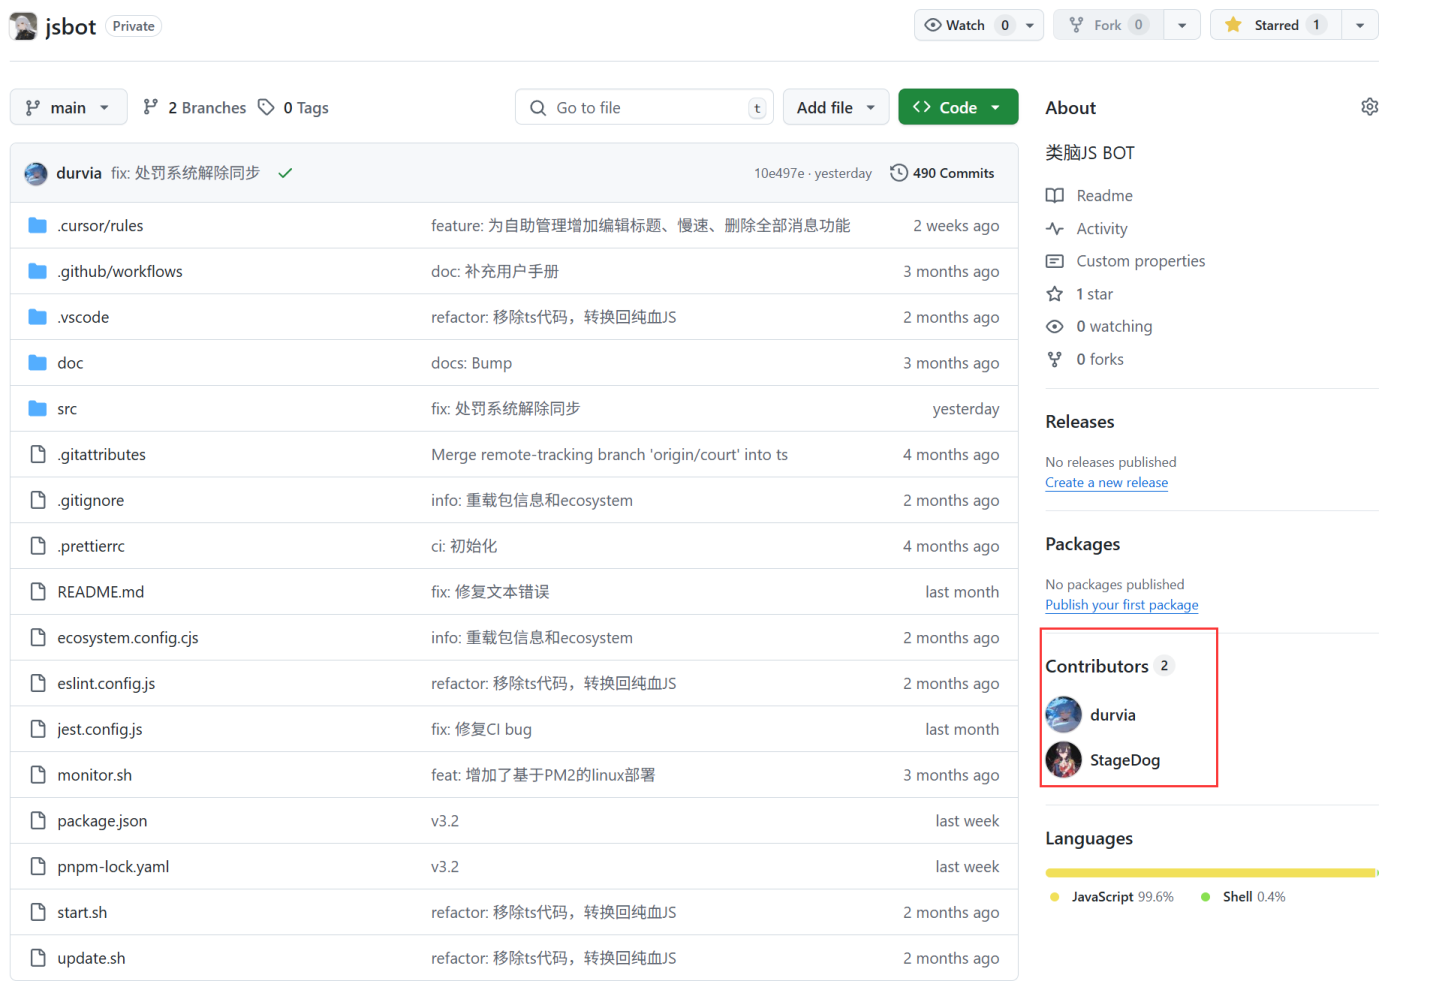 jsbot Private
Watch 0
Fork 0
Starred 1
main
2 Branches
0 Tags
Go to file
t
Add file
Code
durvia fix: 处罚系统解除同步
10e497e · yesterday
490 Commits
.cursor/rules feature: 为自助管理增加编辑标题、慢速、删除全部消息功能 2 weeks ago
.github/workflows doc: 补充用户手册 3 months ago
.vscode refactor: 移除ts代码，转换回纯血JS 2 months ago
doc docs: Bump 3 months ago
src fix: 处罚系统解除同步 yesterday
.gitattributes Merge remote-tracking branch 'origin/court' into ts 4 months ago
.gitignore info: 重载包信息和ecosystem 2 months ago
.prettierrc ci: 初始化 4 months ago
README.md fix: 修复文本错误 last month
ecosystem.config.cjs info: 重载包信息和ecosystem 2 months ago
eslint.config.js refactor: 移除ts代码，转换回纯血JS 2 months ago
jest.config.js fix: 修复CI bug last month
monitor.sh feat: 增加了基于PM2的linux部署 3 months ago
package.json v3.2 last week
pnpm-lock.yaml v3.2 last week
start.sh refactor: 移除ts代码，转换回纯血JS 2 months ago
update.sh refactor: 移除ts代码，转换回纯血JS 2 months ago
About
类脑JS BOT
Readme
Activity
Custom properties
1 star
0 watching
0 forks
Releases
No releases published
Create a new release
Packages
No packages published
Publish your first package
Contributors 2
durvia
StageDog
Languages
JavaScript 99.6% Shell 0.4%